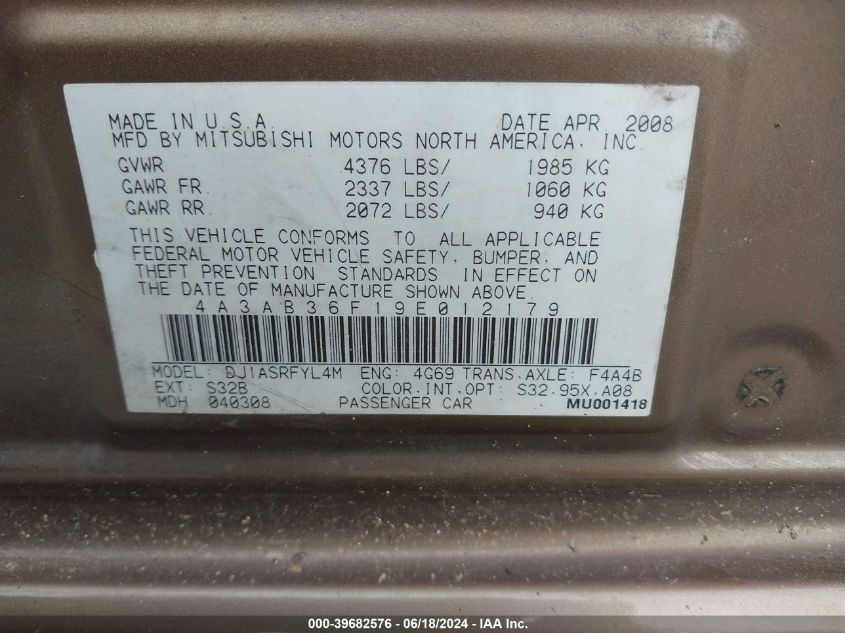 MADE IN U.S.A. DATE APR. 2008
MFD BY MITSUBISHI MOTORS NORTH AMERICA, INC.
GVWR 4376 LBS/ 1985 KG
GAWR FR. 2337 LBS/ 1060 KG
GAWR RR. 2072 LBS/ 940 KG
THIS VEHICLE CONFORMS TO ALL APPLICABLE
FEDERAL MOTOR VEHICLE SAFETY, BUMPER, AND
THEFT PREVENTION STANDARDS IN EFFECT ON
THE DATE OF MANUFACTURE SHOWN ABOVE.
4A3AB36F19E012179
MODEL: DJ1ASRFYL4M ENG: 4G69 TRANS.AXLE: F4A4B
EXT: S32B COLOR.INT.OPT: S32.95X.A08
MDH 040308 PASSENGER CAR MU001418
000-39682576 - 06/18/2024 - IAA Inc.